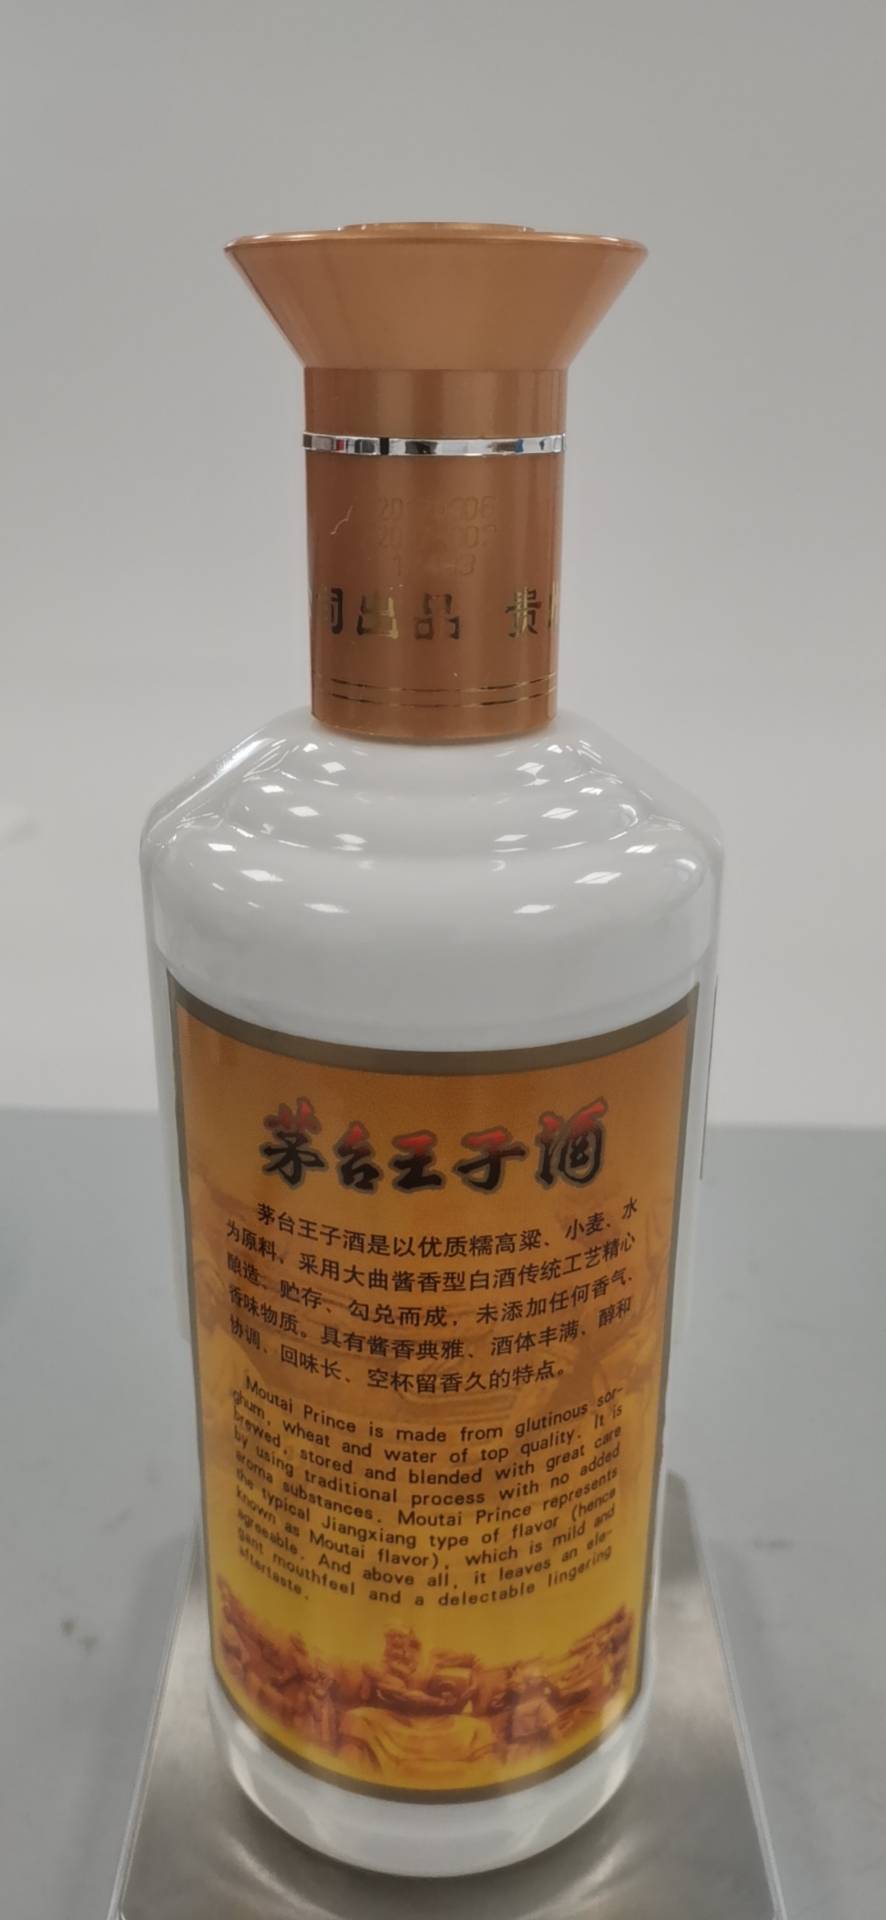 出品 贵
茅台王子酒
茅台王子酒是以优质糯高粱、小麦、水
为原料，采用大曲酱香型白酒传统工艺精心
酿造、贮存、勾兑而成，未添加任何香气、
香味物质。具有酱香典雅、酒体丰满、醇和
协调、回味长、空杯留香久的特点。
Moutai Prince is made from glutinous sor-
ghum, wheat and water of top quality. It is
brewed, stored and blended with great care
by using traditional process with no added
aroma substances. Moutai Prince represents
the typical Jiangxiang type of flavor (hence
known as Moutai flavor), which is mild and
agreeable. And above all, it leaves an ele-
gant mouthfeel and a delectable lingering
aftertaste.